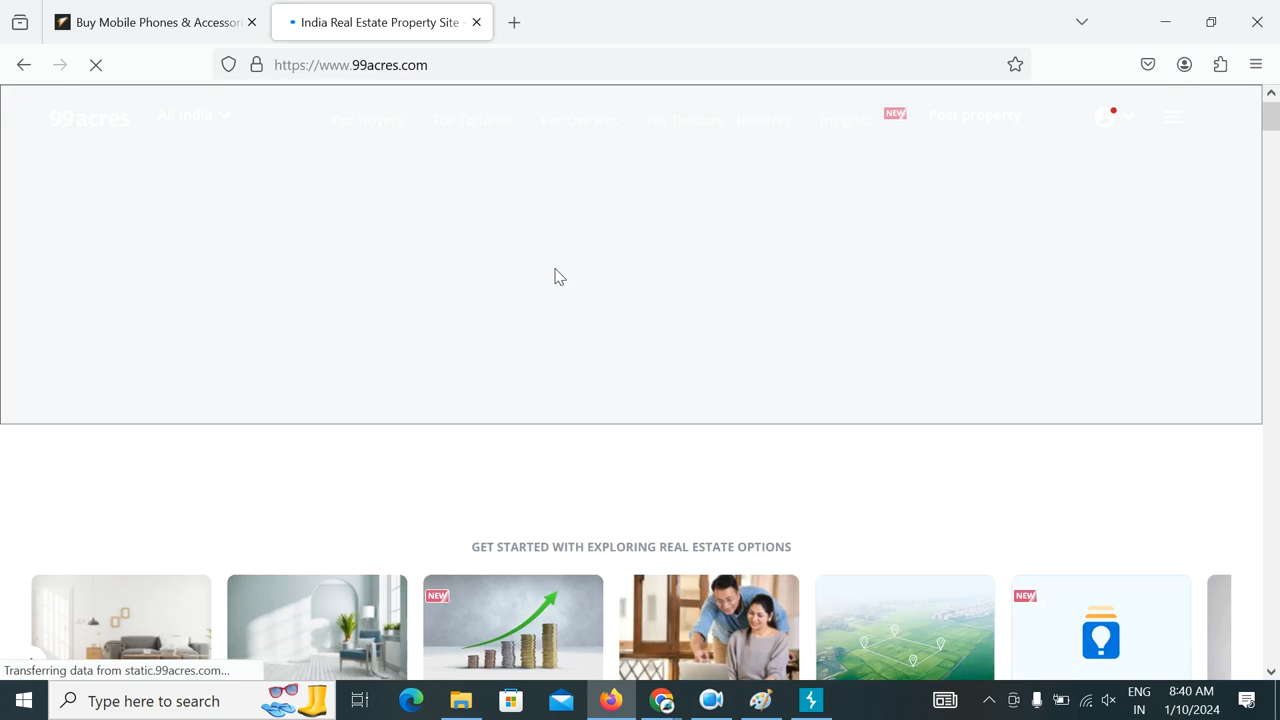 Buy Mobile Phones & Accessori
India Real Estate Property Site -
https://www.99acres.com
99acres
All India
For Buyers
For Tenants
For Owners
For Dealers / Builders
Insights
NEW
Post property
GET STARTED WITH EXPLORING REAL ESTATE OPTIONS
NEW
NEW
Transferring data from static.99acres.com...
Type here to search
ENG
IN
8:40 AM
1/10/2024